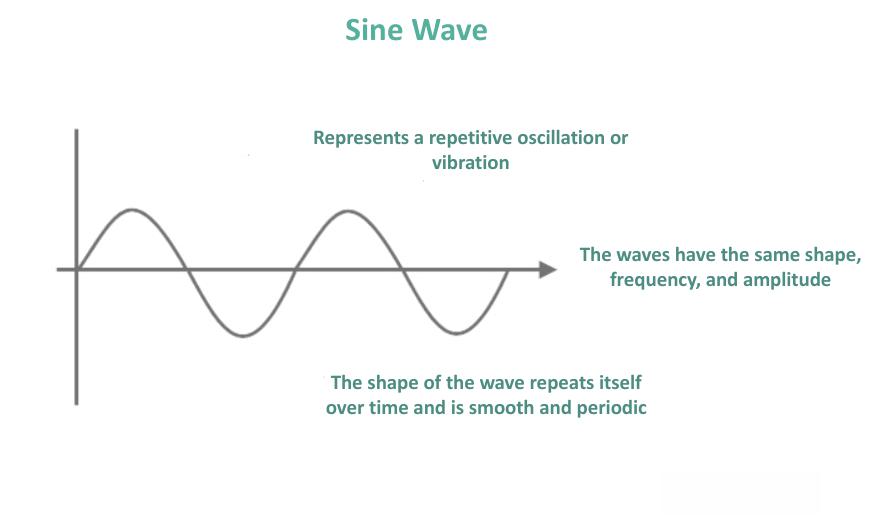 Sine Wave
Represents a repetitive oscillation or
vibration
The waves have the same shape,
frequency, and amplitude
The shape of the wave repeats itself
over time and is smooth and periodic